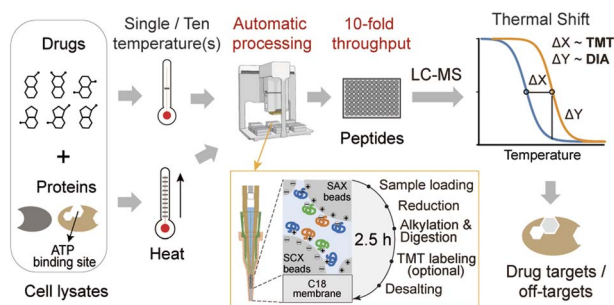 Drugs
+
Proteins
ATP
binding site
Cell lysates
Single / Ten
temperature(s)
Heat
Automatic
processing
10-fold
throughput
Peptides
LC-MS
SAX
beads
SCX
beads
C18
membrane
2.5 h
Sample loading
Reduction
Alkylation &
Digestion
TMT labeling
(optional)
Desalting
Thermal Shift
ΔX ~ TMT
ΔY ~ DIA
ΔX
ΔY
Temperature
Drug targets /
off-targets